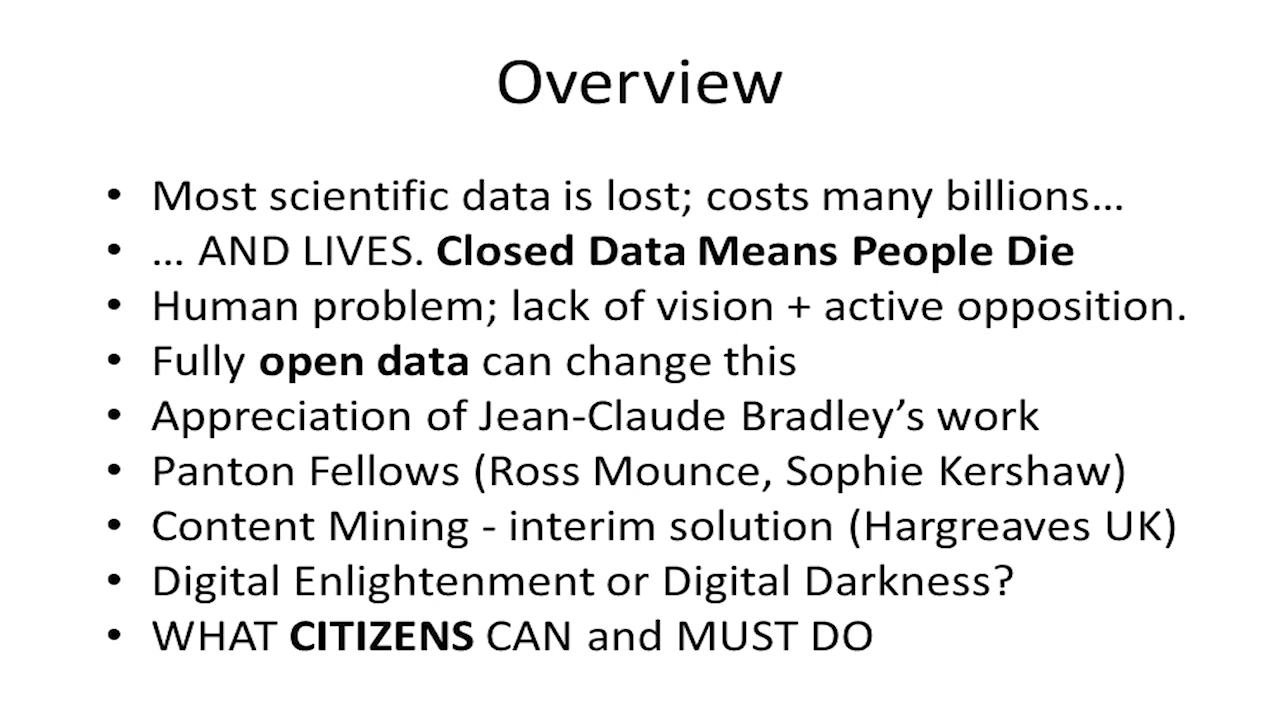 Overview
• Most scientific data is lost; costs many billions…
• … AND LIVES. Closed Data Means People Die
• Human problem; lack of vision + active opposition.
• Fully open data can change this
• Appreciation of Jean-Claude Bradley’s work
• Panton Fellows (Ross Mounce, Sophie Kershaw)
• Content Mining - interim solution (Hargreaves UK)
• Digital Enlightenment or Digital Darkness?
• WHAT CITIZENS CAN and MUST DO